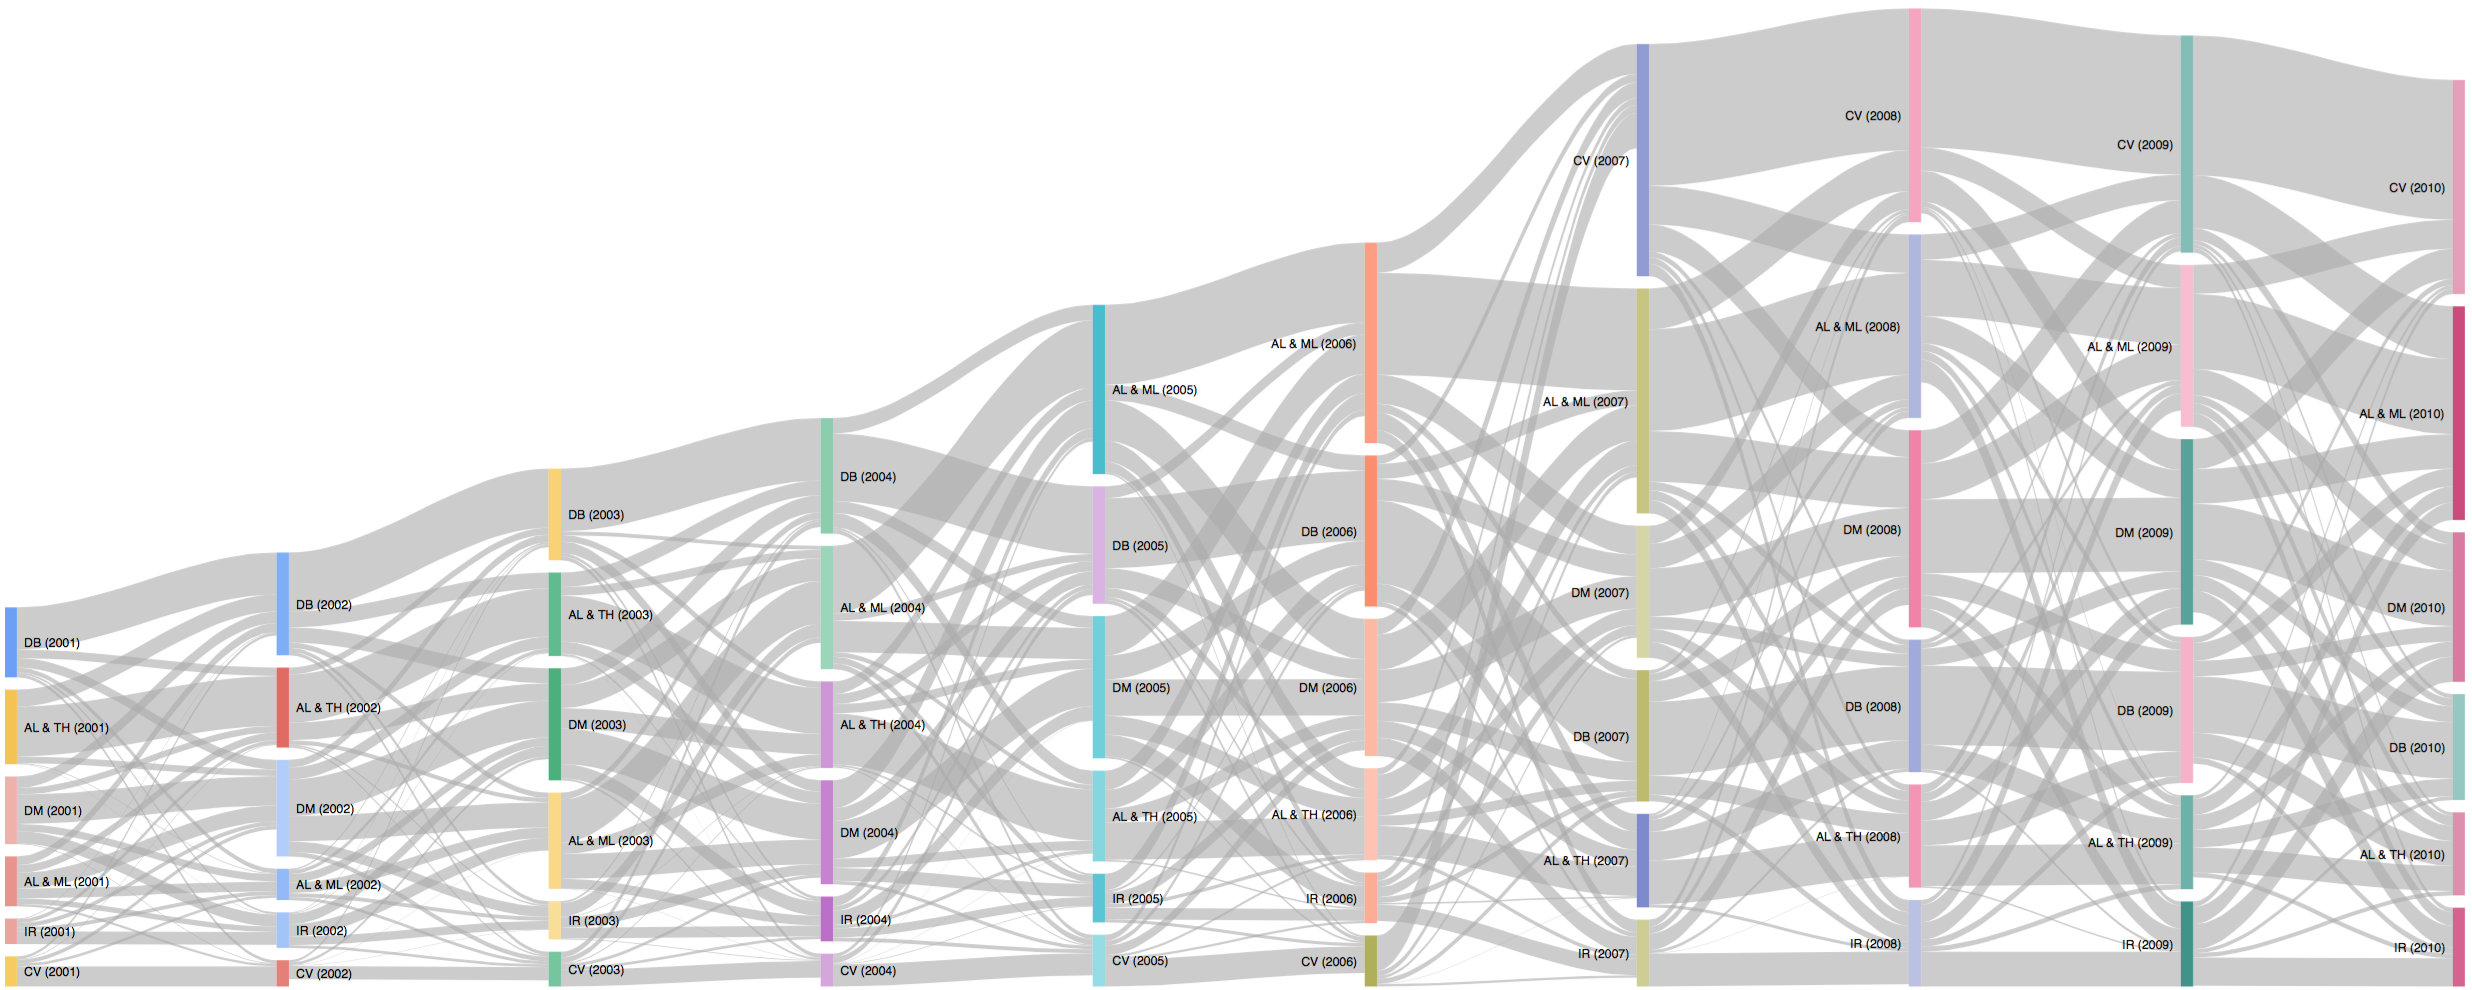 DB (2001)
AL & TH (2001)
DM (2001)
AL & ML (2001)
IR (2001)
CV (2001)
DB (2002)
AL & TH (2002)
DM (2002)
AL & ML (2002)
IR (2002)
CV (2002)
DB (2003)
AL & TH (2003)
DM (2003)
AL & ML (2003)
IR (2003)
CV (2003)
DB (2004)
AL & ML (2004)
AL & TH (2004)
DM (2004)
IR (2004)
CV (2004)
AL & ML (2005)
DB (2005)
DM (2005)
AL & TH (2005)
IR (2005)
CV (2005)
AL & ML (2006)
DB (2006)
DM (2006)
AL & TH (2006)
IR (2006)
CV (2006)
CV (2007)
AL & ML (2007)
DM (2007)
DB (2007)
AL & TH (2007)
IR (2007)
CV (2008)
AL & ML (2008)
DM (2008)
DB (2008)
AL & TH (2008)
IR (2008)
CV (2009)
AL & ML (2009)
DM (2009)
DB (2009)
AL & TH (2009)
IR (2009)
CV (2010)
AL & ML (2010)
DM (2010)
DB (2010)
AL & TH (2010)
IR (2010)